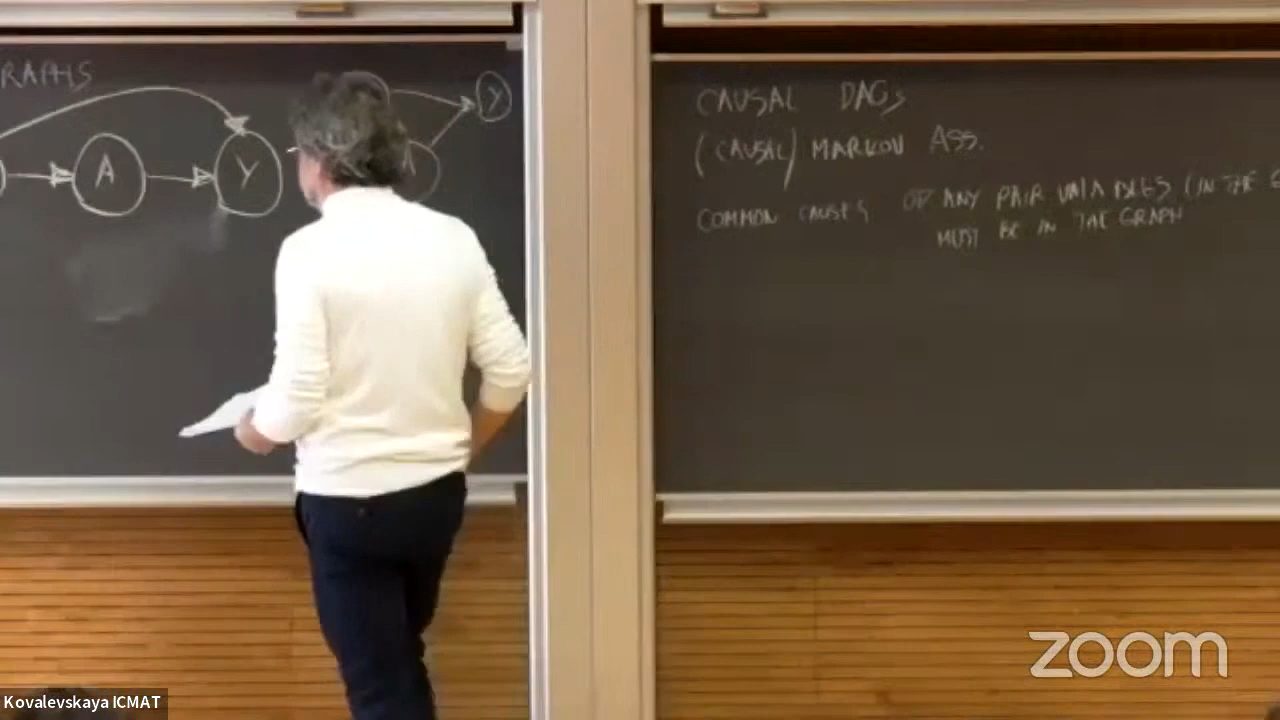 RAPHS
A
Y
Y
CAUSAL DAGs
(CAUSAL) MARKOV ASS.
COMMON CAUSES OF ANY PAIR VARIABLES (IN THE
MUST BE IN THE GRAPH
zoom
Kovalevskaya ICMAT